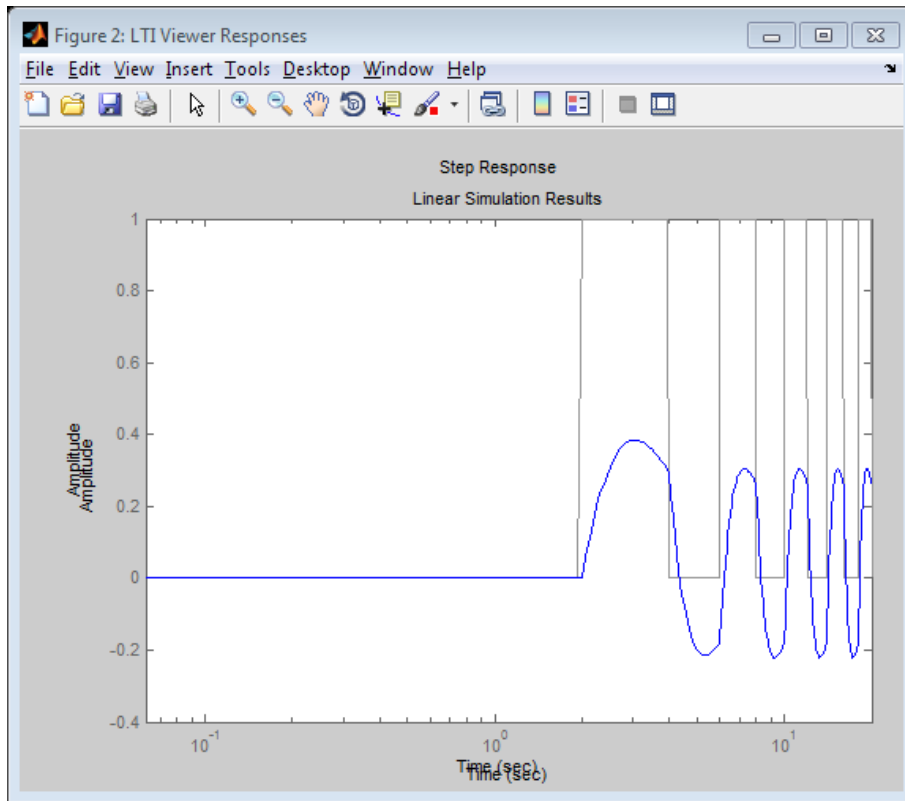 Figure 2: LTI Viewer Responses
File Edit View Insert Tools Desktop Window Help
Step Response
Linear Simulation Results
1
0.8
0.6
0.4
0.2
0
-0.2
-0.4
Amplitude
Amplitude
10^-1
10^0
10^1
Time (sec)
Time (sec)